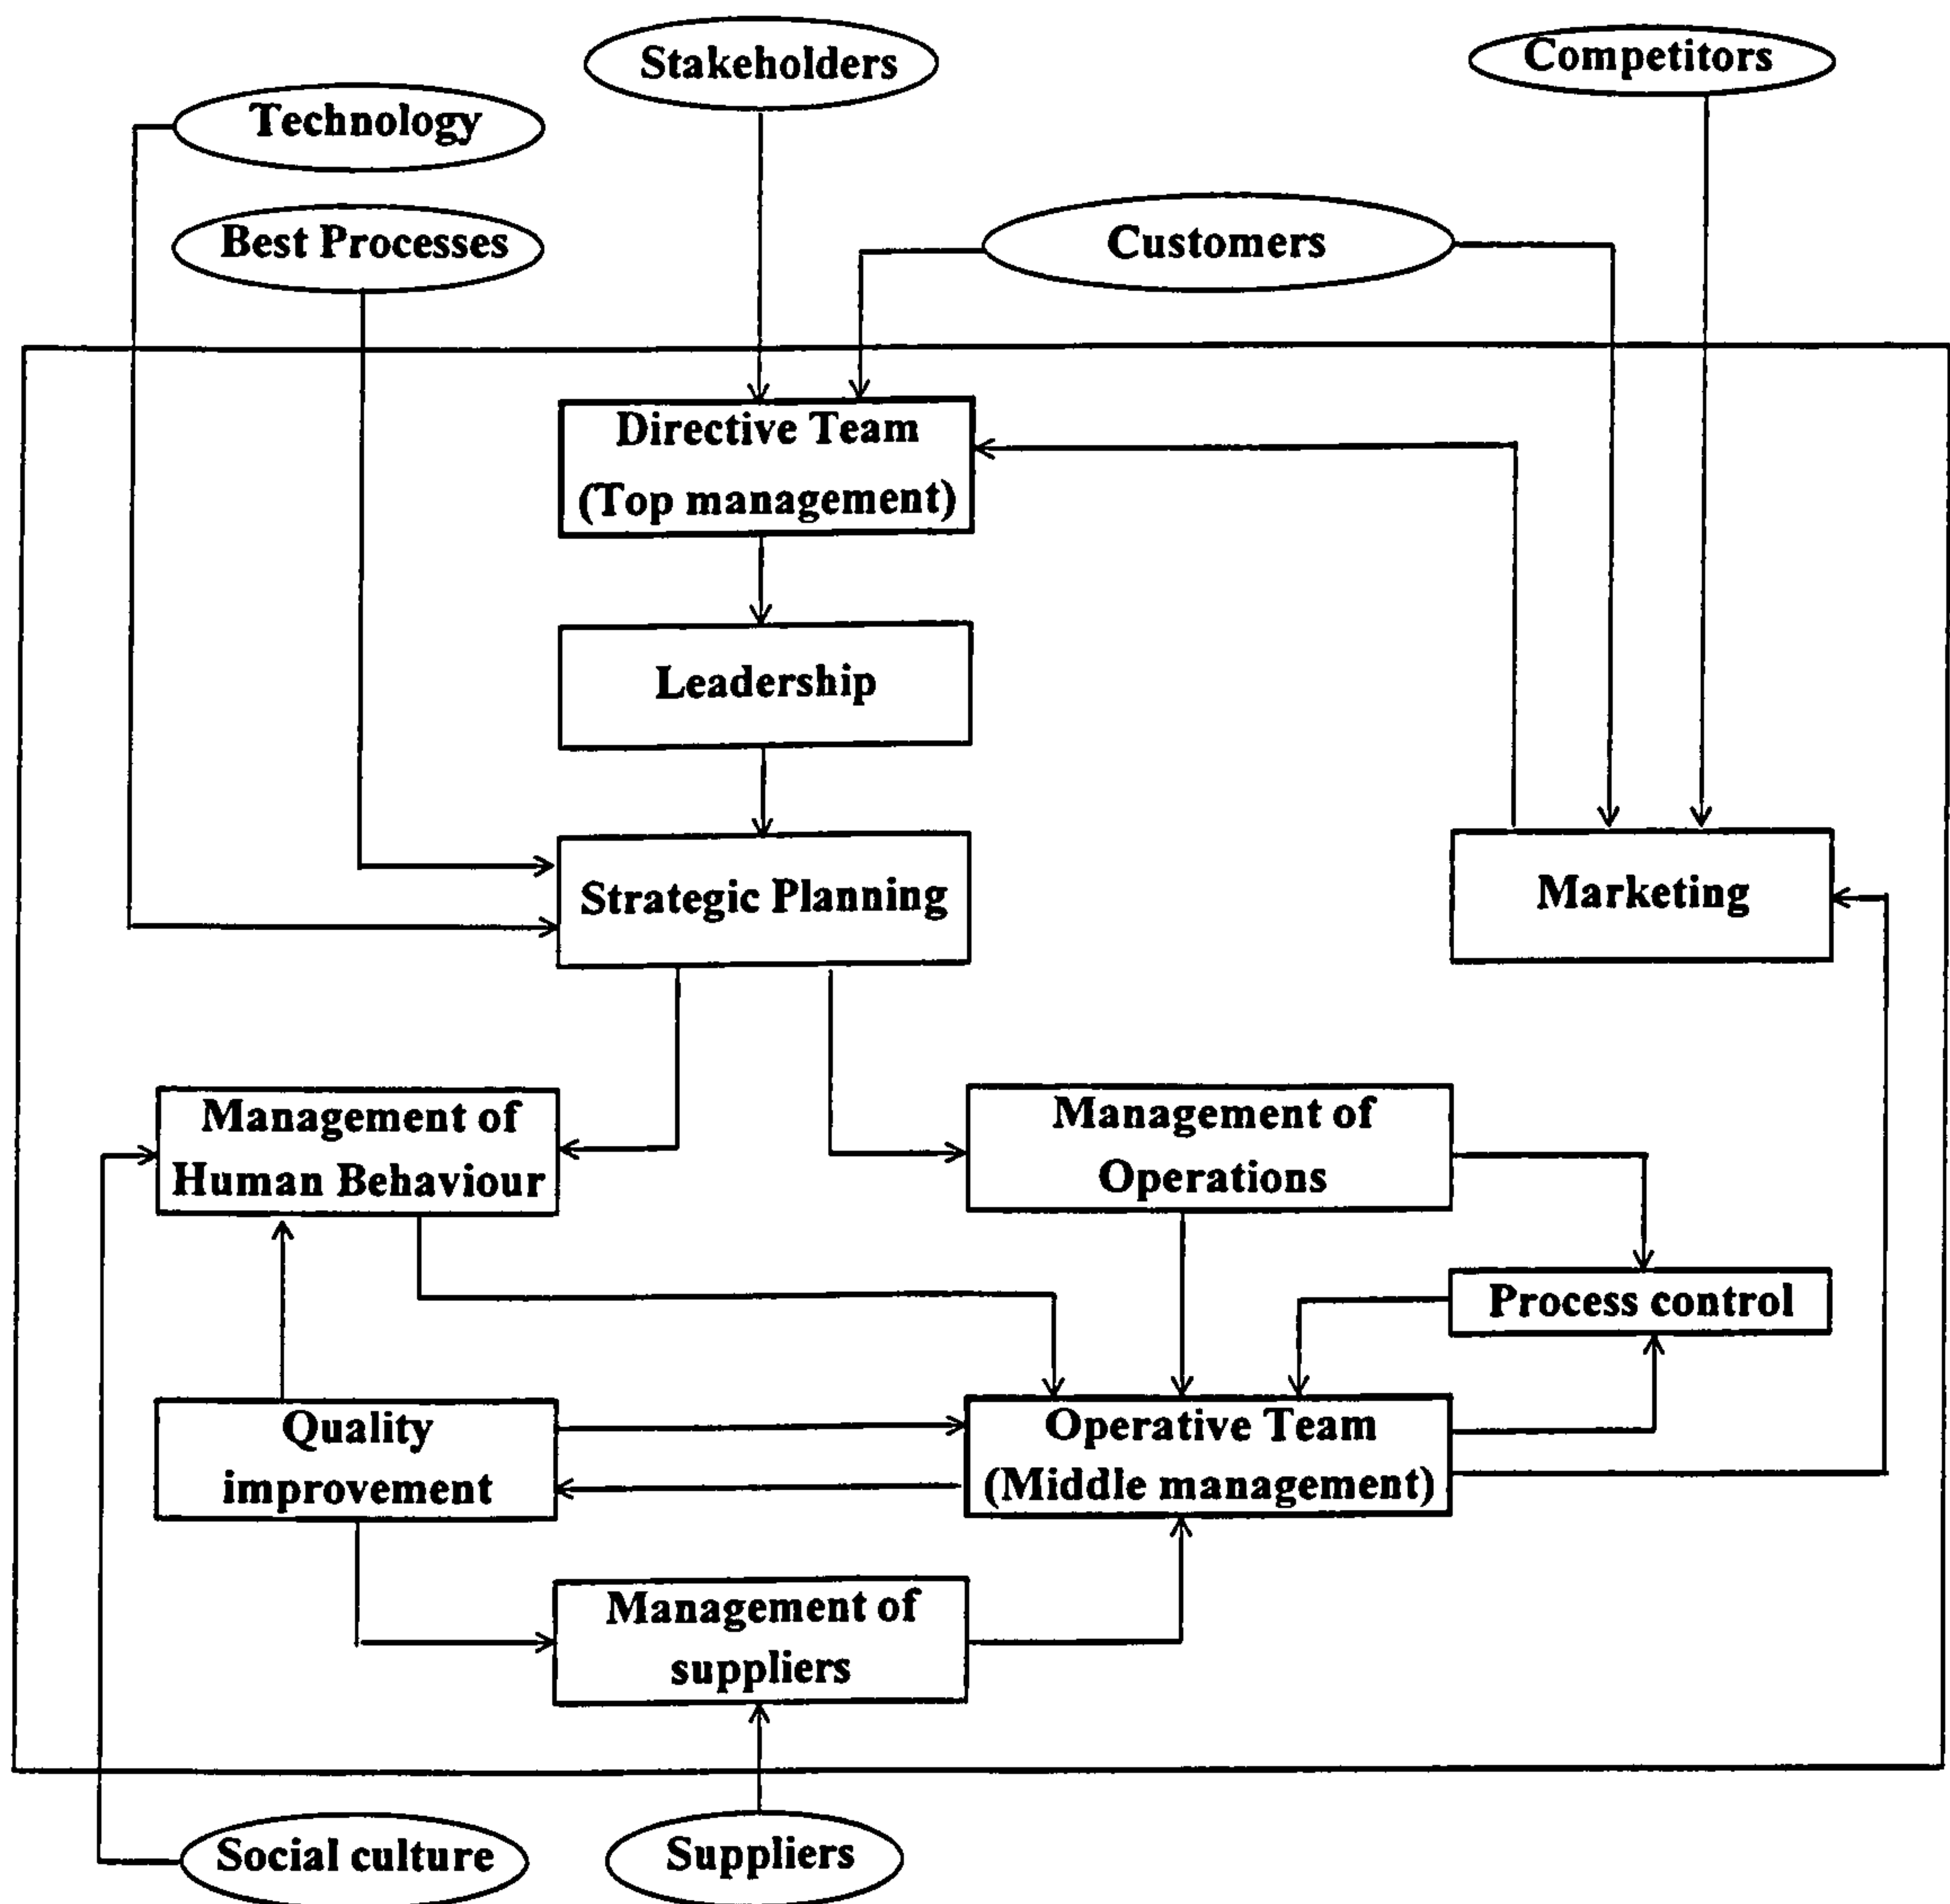 Stakeholders
Competitors
Technology
Best Processes
Customers
Directive Team
(Top management)
Leadership
Strategic Planning
Marketing
Management of
Human Behaviour
Management of
Operations
Process control
Quality
improvement
Operative Team
(Middle management)
Management of
suppliers
Social culture
Suppliers